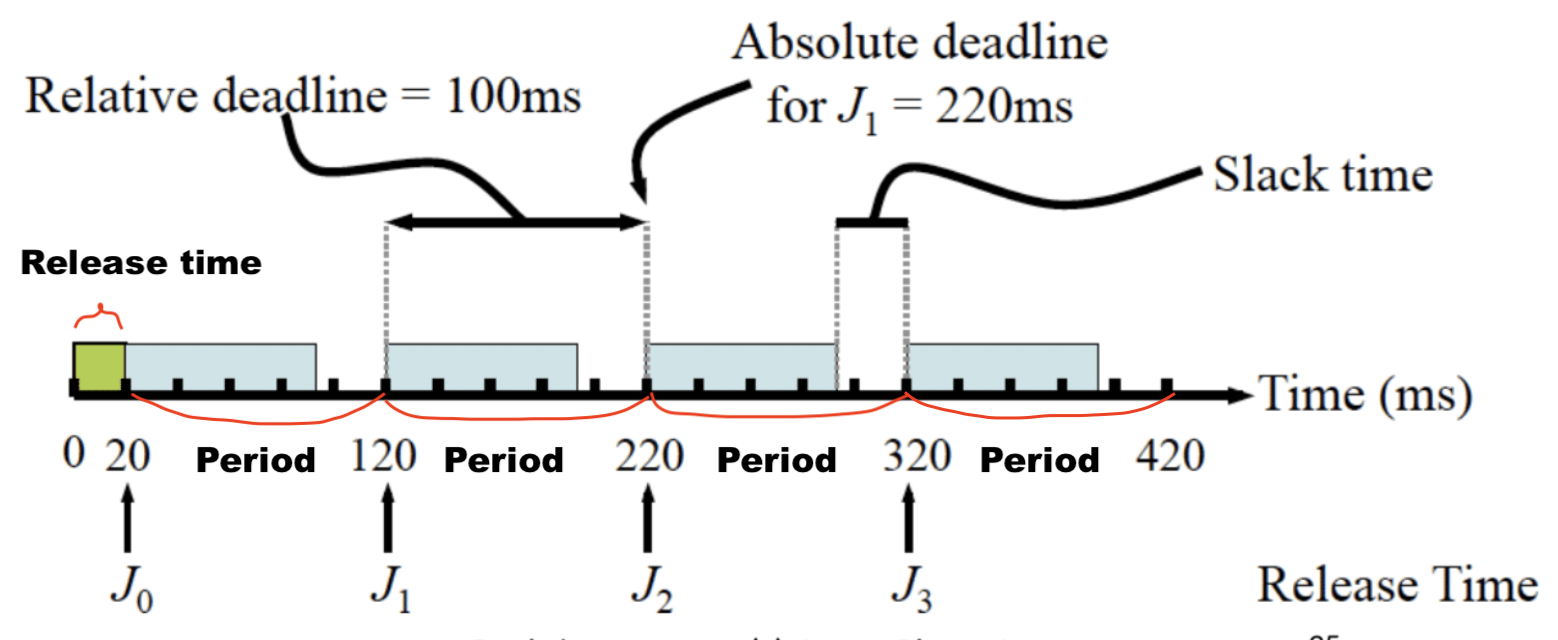 Absolute deadline
for J1 = 220ms
Relative deadline = 100ms
Slack time
Release time
Time (ms)
0 20 Period 120 Period 220 Period 320 Period 420
J0 J1 J2 J3 Release Time